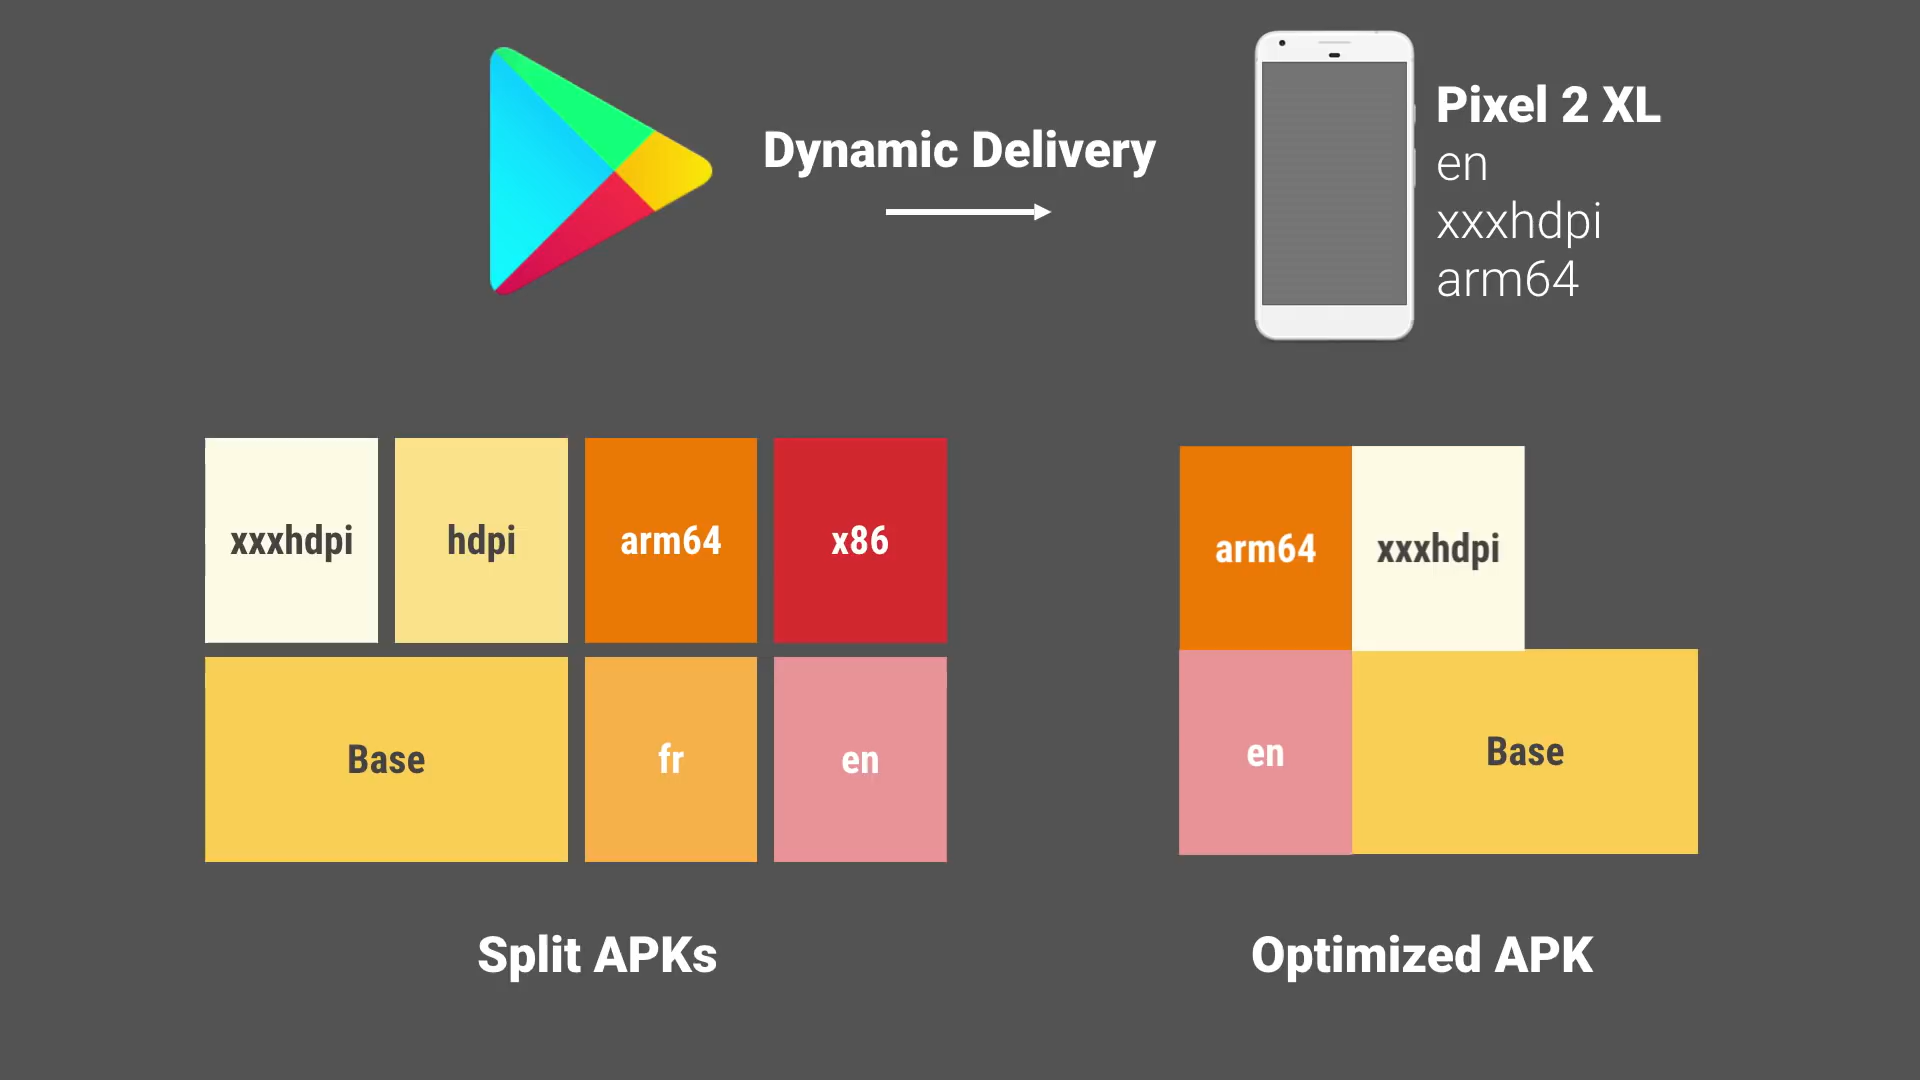 Dynamic Delivery
Pixel 2 XL
en
xxxhdpi
arm64
xxxhdpi
hdpi
arm64
x86
Base
fr
en
Split APKs
arm64
xxxhdpi
en
Base
Optimized APK